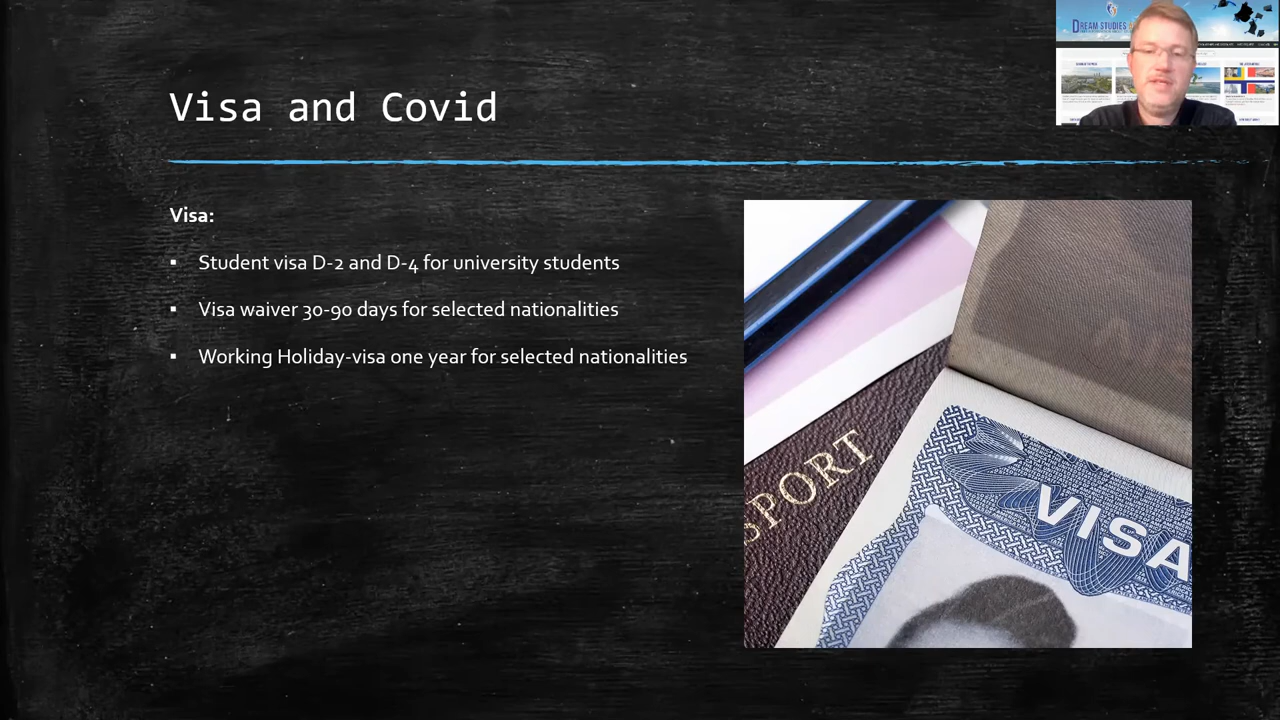 DREAM STUDIES
Visa and Covid
Visa:
▪ Student visa D-2 and D-4 for university students
▪ Visa waiver 30-90 days for selected nationalities
▪ Working Holiday-visa one year for selected nationalities
SPORT
VISA